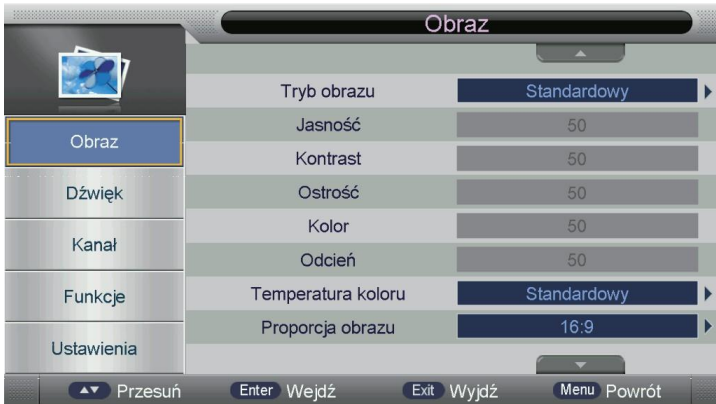 Obraz
Tryb obrazu Standardowy
Jasność 50
Kontrast 50
Ostrość 50
Kolor 50
Odcień 50
Temperatura koloru Standardowy
Proporcja obrazu 16:9
Obraz
Dźwięk
Kanał
Funkcje
Ustawienia
Przesuń Enter Wejdź Exit Wyjdź Menu Powrót